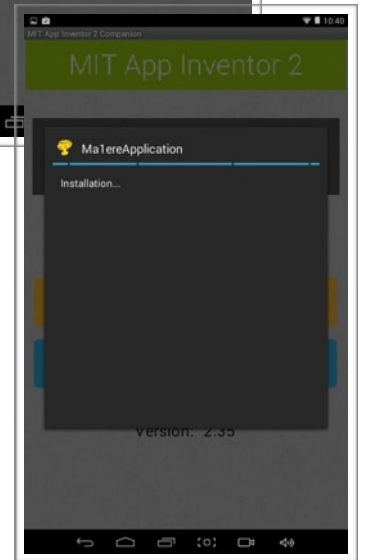 10:40
MIT App Inventor 2 Companion
MIT App Inventor 2
Ma1ereApplication
Installation...
Version: 2.35